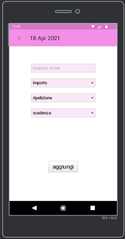 18 Apr 2021
inserisci nome
importo
ripetizione
scadenza
aggiungi